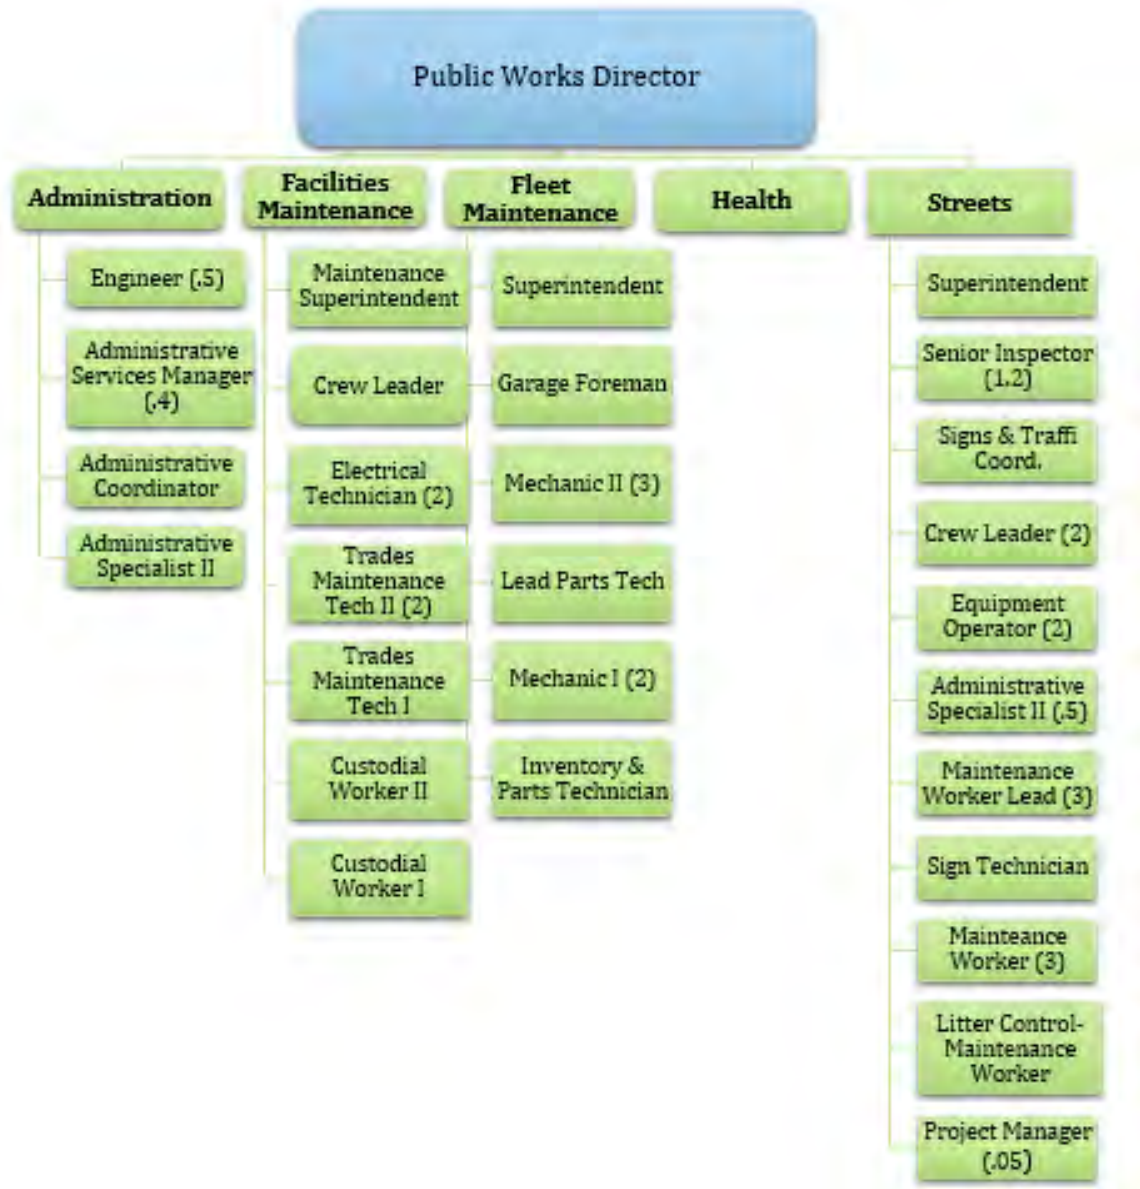 Public Works Director
Administration
Engineer (.5)
Administrative
Services Manager
(.4)
Administrative
Coordinator
Administrative
Specialist II
Facilities
Maintenance
Maintenance
Superintendent
Crew Leader
Electrical
Technician (2)
Trades
Maintenance
Tech II (2)
Trades
Maintenance
Tech I
Custodial
Worker II
Custodial
Worker I
Fleet
Maintenance
Superintendent
Garage Foreman
Mechanic II (3)
Lead Parts Tech
Mechanic I (2)
Inventory &
Parts Technician
Health
Streets
Superintendent
Senior Inspector
(1.2)
Signs & Traffi
Coord.
Crew Leader (2)
Equipment
Operator (2)
Administrative
Specialist II (.5)
Maintenance
Worker Lead (3)
Sign Technician
Mainteance
Worker (3)
Litter Control-
Maintenance
Worker
Project Manager
(.05)